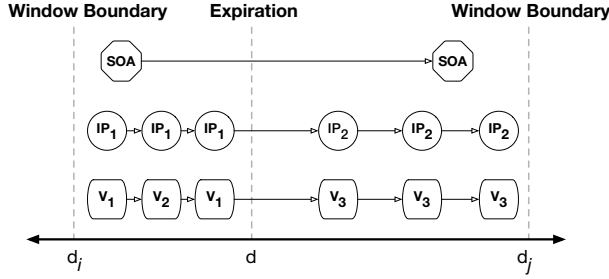 Window Boundary Expiration Window Boundary
SOA SOA
IP1 IP1 IP1 IP2 IP2 IP2
V1 V2 V1 V3 V3 V3
di d dj